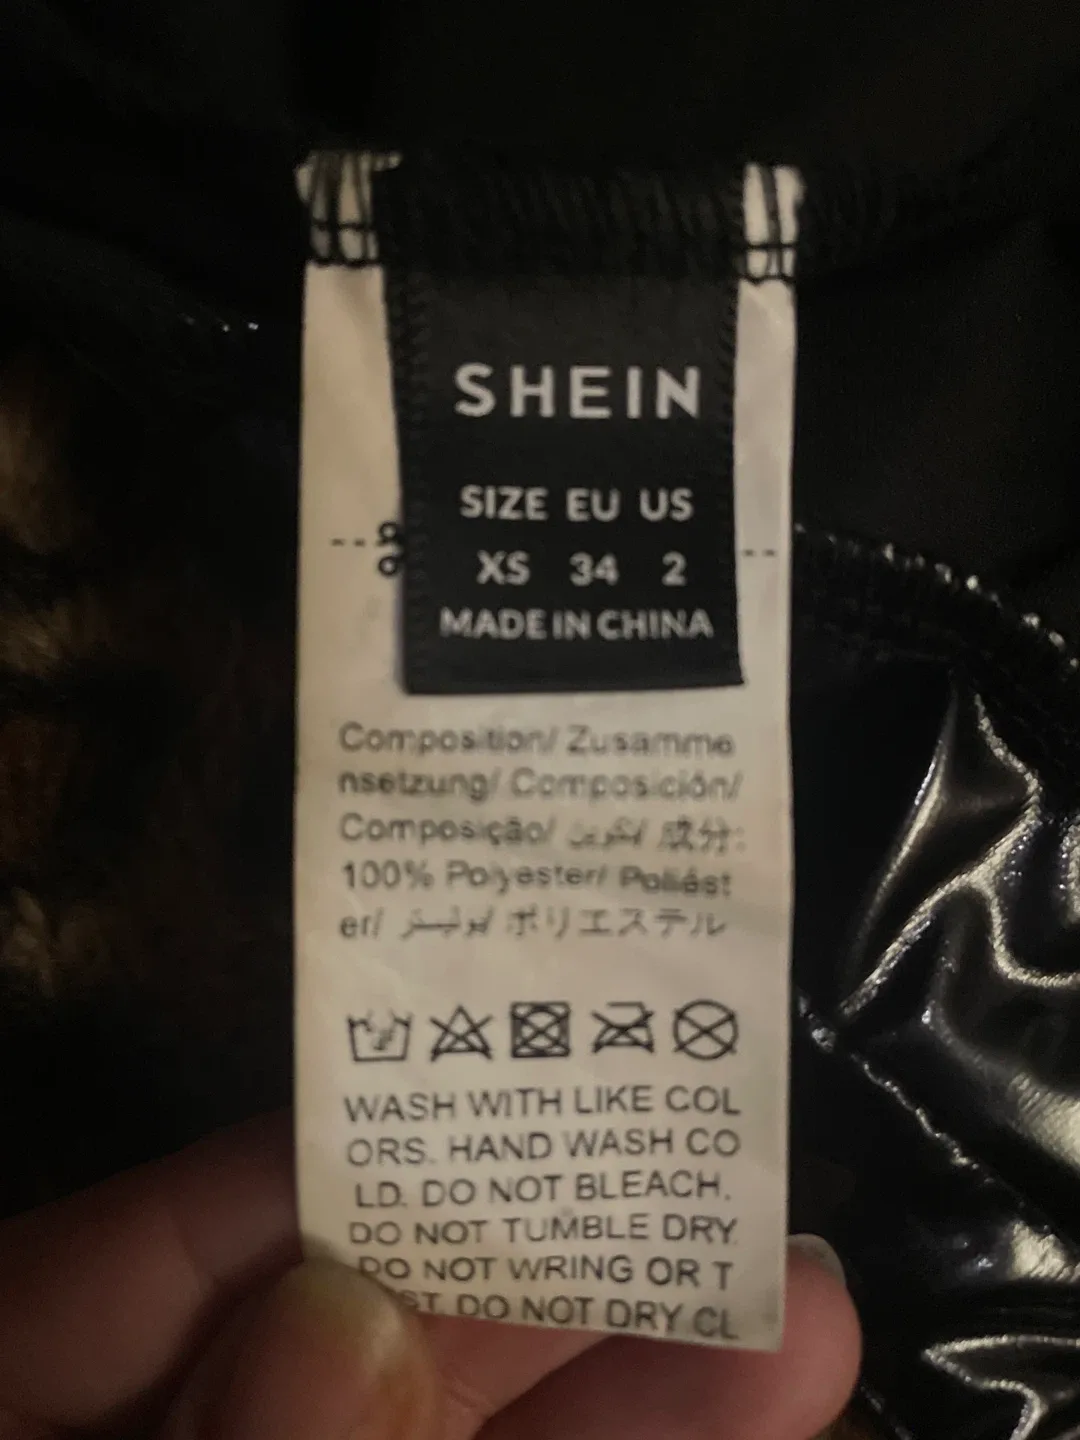 SHEIN
SIZE EU US
XS 34 2
MADE IN CHINA
Composition/ Zusamme
nsetzung/ Composición/
Composição/ 成分:
100% Polyester/ Poliést
er/ ポリエステル
WASH WITH LIKE COL
ORS. HAND WASH CO
LD. DO NOT BLEACH.
DO NOT TUMBLE DRY
DO NOT WRING OR T
ST. DO NOT DRY CL